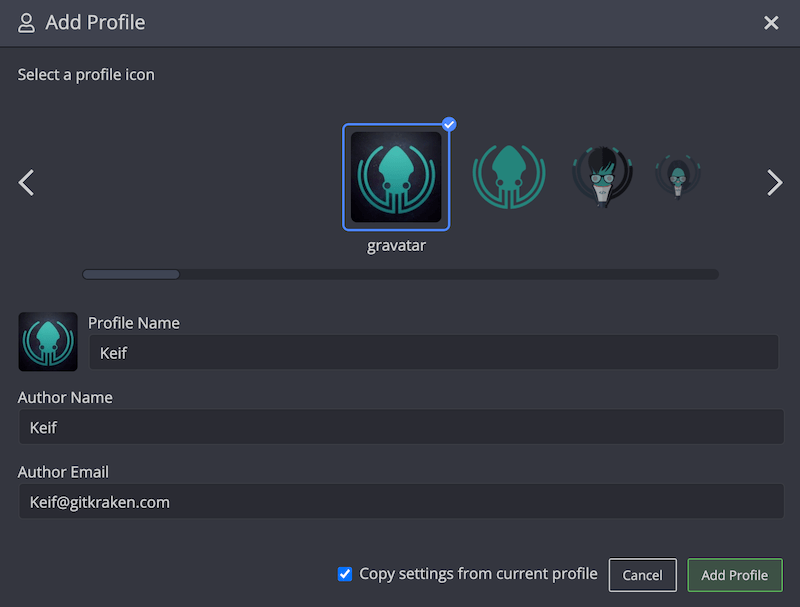 Add Profile
Select a profile icon
gravatar
Profile Name
Keif
Author Name
Keif
Author Email
Keif@gitkraken.com
Copy settings from current profile Cancel Add Profile